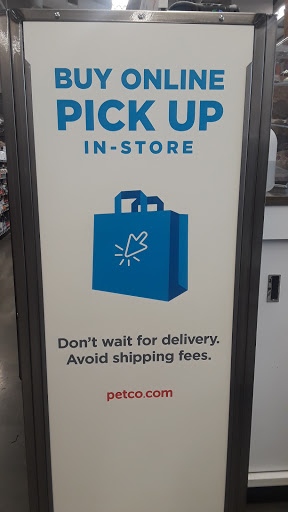 BUY ONLINE
PICK UP
IN-STORE
Don't wait for delivery.
Avoid shipping fees.
petco.com